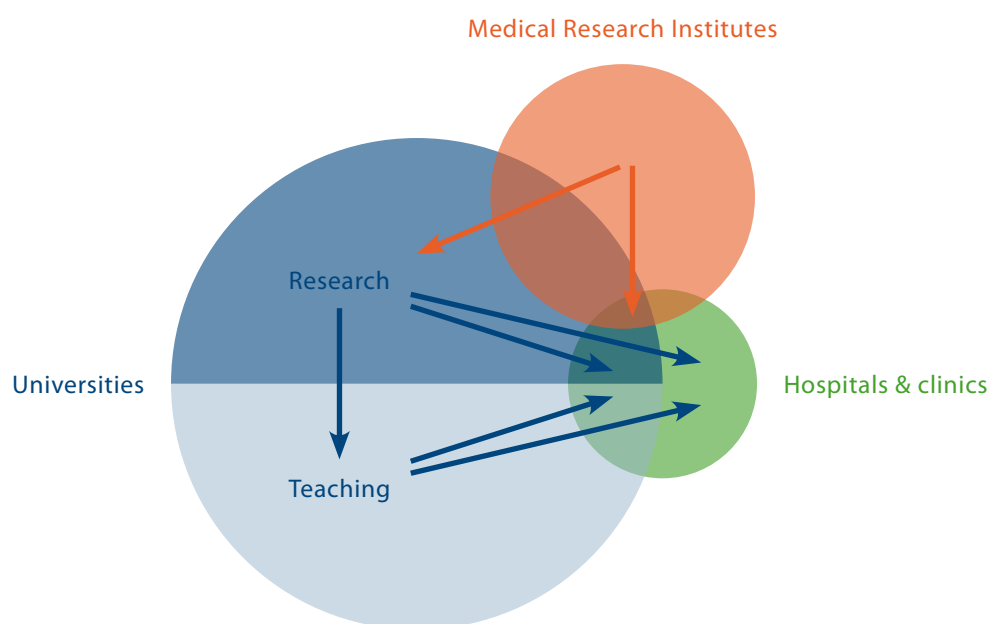 Medical Research Institutes
Research
Universities
Hospitals & clinics
Teaching